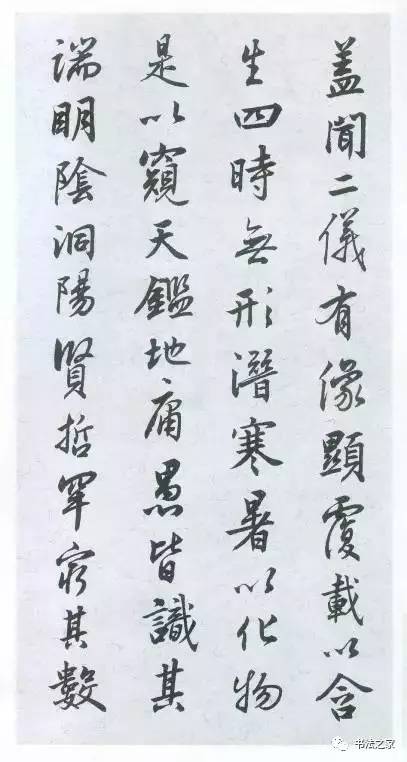 盖聞二儀有像顯覆載以含
生四時無形潛寒暑以化物
是以窺天鑑地庸愚皆識其
端明陰洞陽賢哲罕窮其數
书法之家